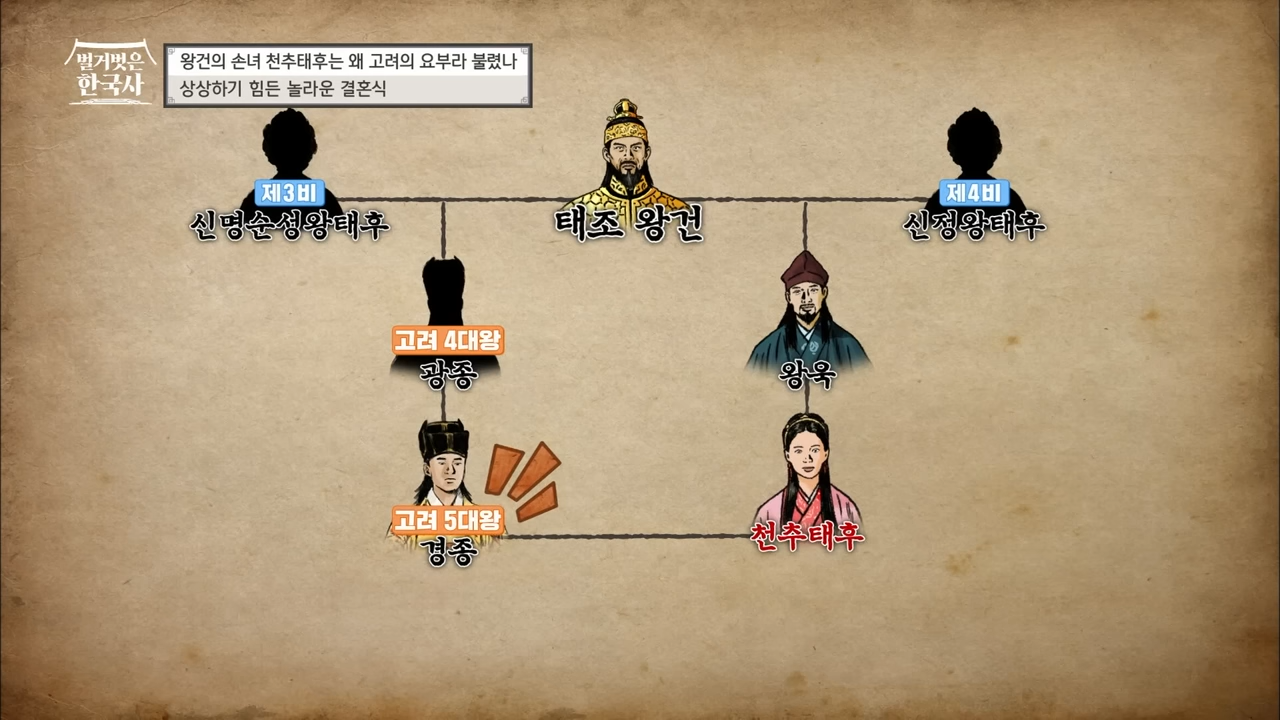 벌거벗은
한국사
왕건의 손녀 천추태후는 왜 고려의 요부라 불렸나
상상하기 힘든 놀라운 결혼식
제3비
신명순성왕태후
태조 왕건
제4비
신정왕태후
고려 4대왕
광종
왕욱
고려 5대왕
경종
천추태후